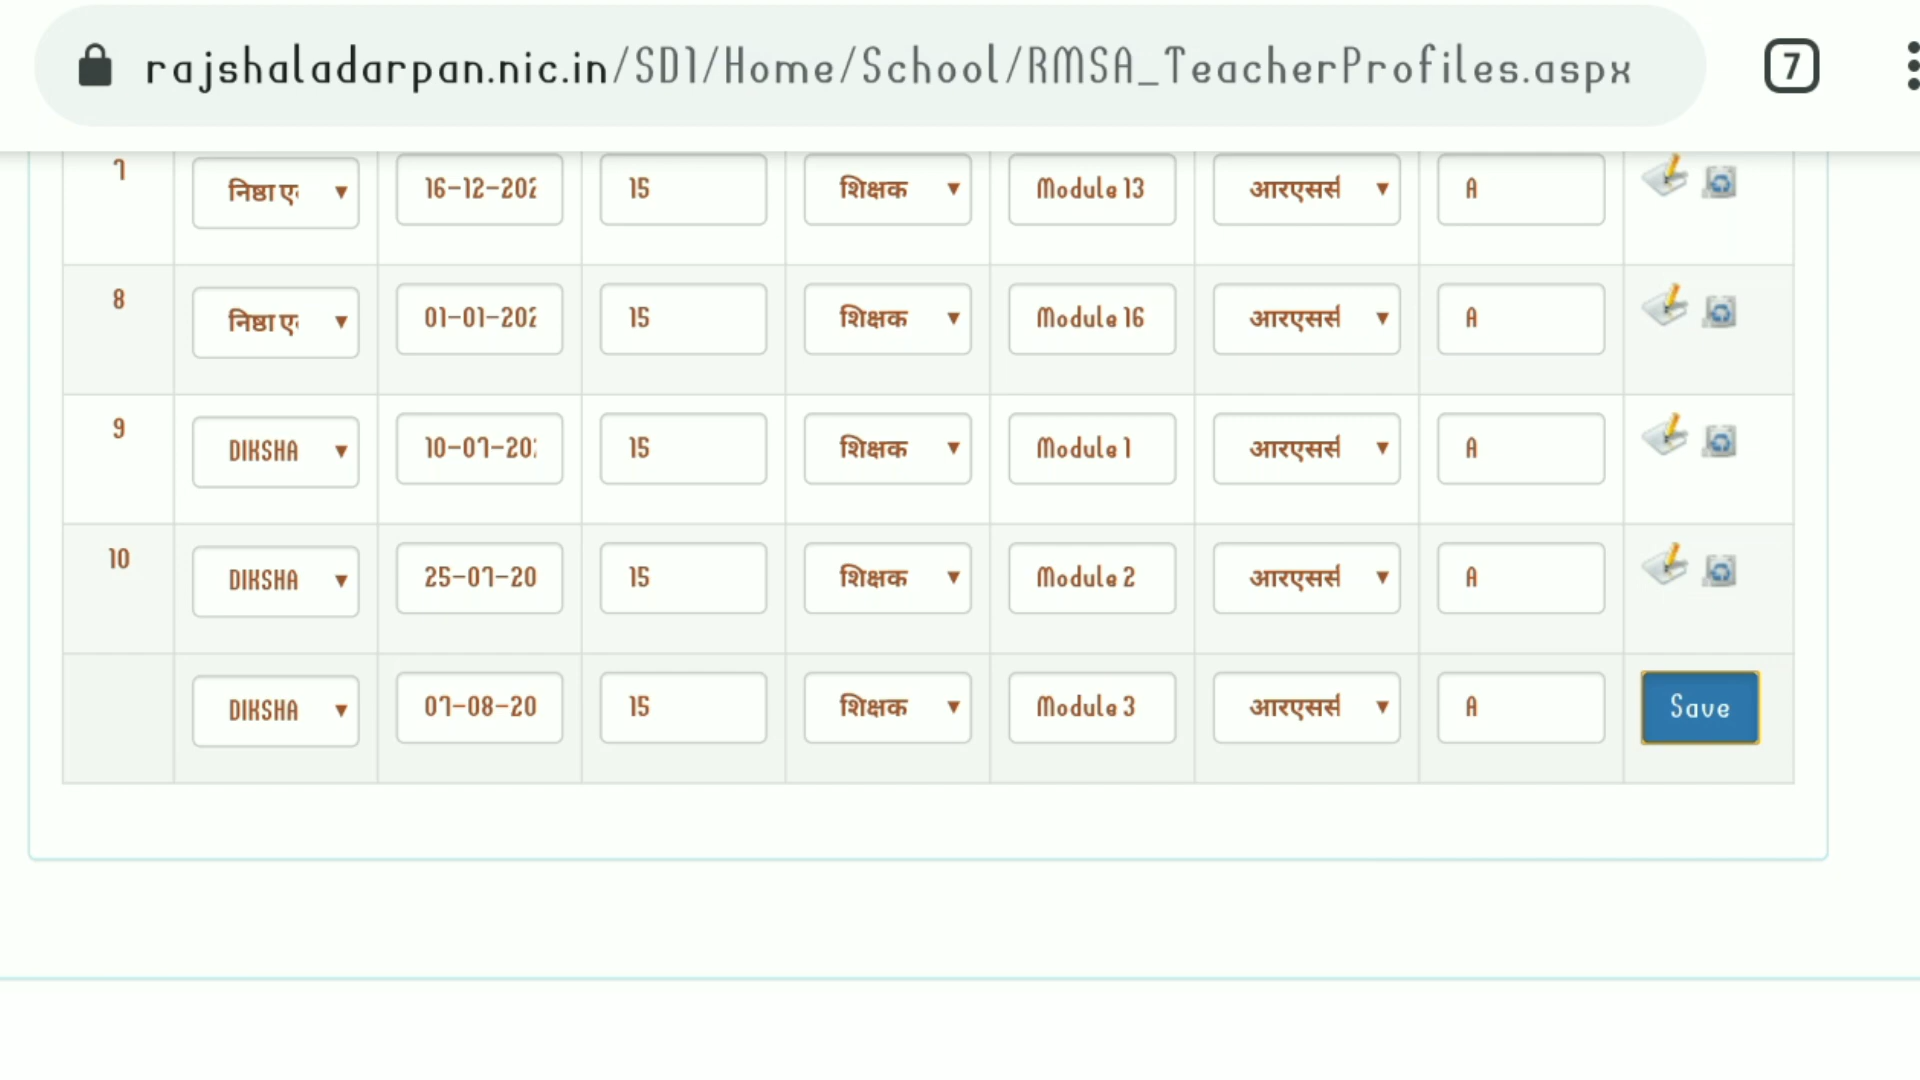 rajshaladarpan.nic.in/SD1/Home/School/RMSA_TeacherProfiles.aspx 7
7 निष्ठा ए 16-12-202 15 शिक्षक Module 13 आरएसस A
8 निष्ठा ए 01-01-202 15 शिक्षक Module 16 आरएसस A
9 DIKSHA 10-07-20 15 शिक्षक Module 1 आरएसस A
10 DIKSHA 25-07-20 15 शिक्षक Module 2 आरएसस A
DIKSHA 07-08-20 15 शिक्षक Module 3 आरएसस A Save